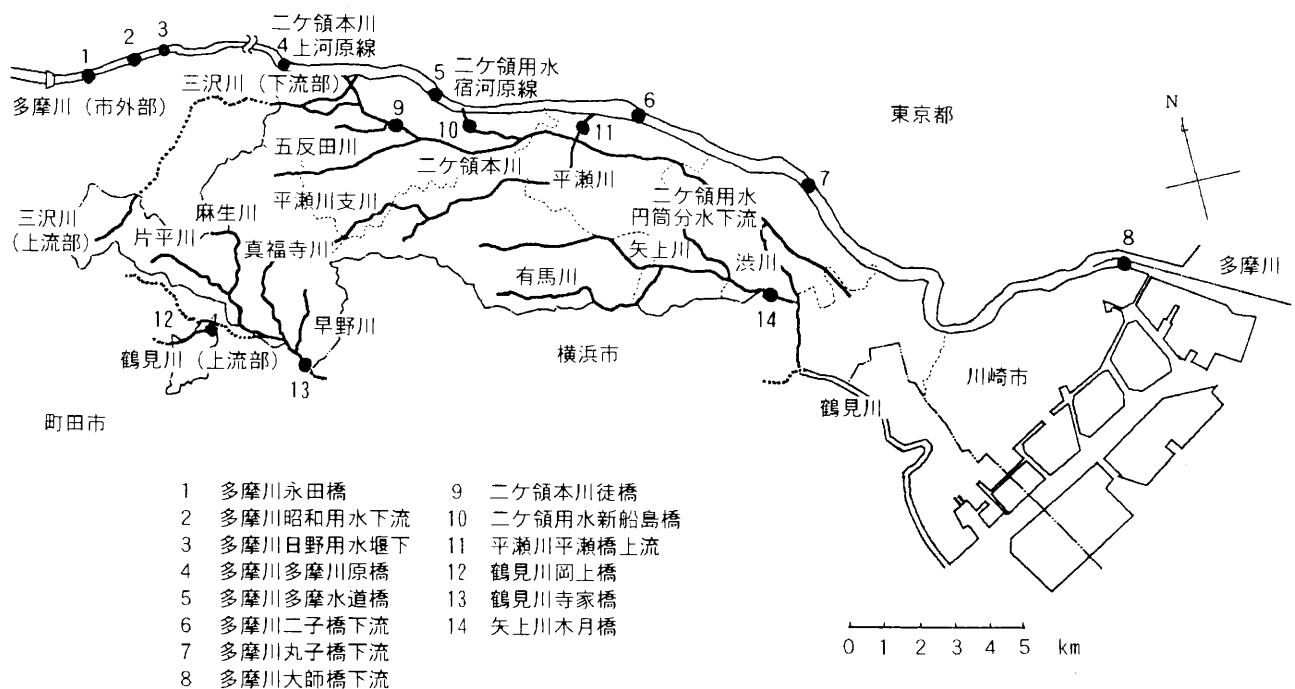 1
2
3
二ケ領本川
4 上河原線
多摩川（市外部）
三沢川（下流部）
5
二ケ領用水
宿河原線
6
東京都
N
9
10
11
五反田川
二ケ領本川
平瀬川支川
平瀬川
7
二ケ領用水
円筒分水下流
三沢川
（上流部）
片平川
麻生川
真福寺川
矢上川
渋川
有馬川
8
多摩川
12
早野川
14
鶴見川（上流部）
13
横浜市
川崎市
鶴見川
町田市
1 多摩川永田橋
2 多摩川昭和用水下流
3 多摩川日野用水堰下
4 多摩川多摩川原橋
5 多摩川多摩水道橋
6 多摩川二子橋下流
7 多摩川丸子橋下流
8 多摩川大師橋下流
9 二ケ領本川徒橋
10 二ケ領用水新船島橋
11 平瀬川平瀬橋上流
12 鶴見川岡上橋
13 鶴見川寺家橋
14 矢上川木月橋
0 1 2 3 4 5 km